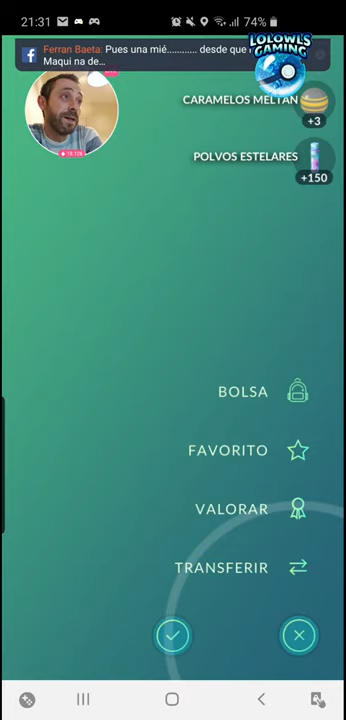 21:31
74%
LOLOWLS
GAMING
Ferran Baeta: Pues una mié............ desde que
Maqui na de...
CARAMELOS MELTAN
+3
POLVOS ESTELARES
+150
BOLSA
FAVORITO
VALORAR
TRANSFERIR